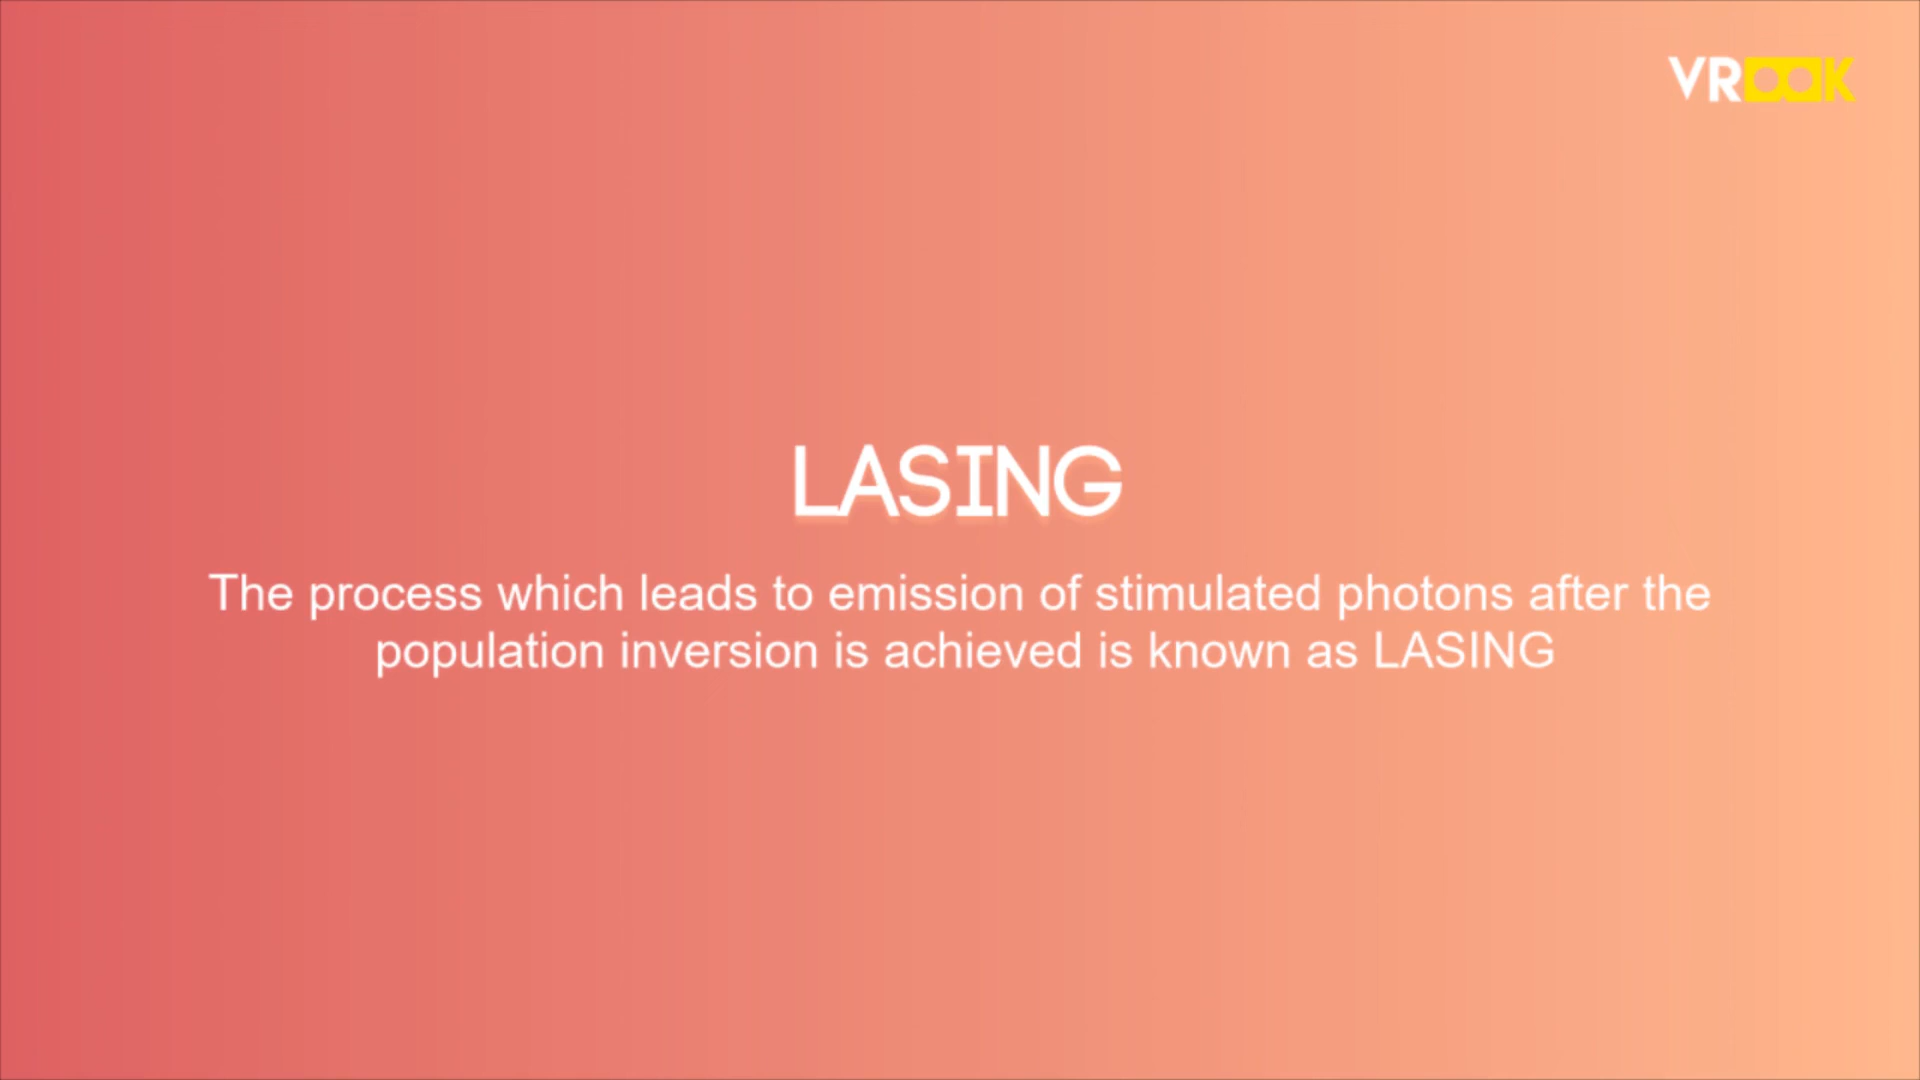 VROOK
LASING
The process which leads to emission of stimulated photons after the
population inversion is achieved is known as LASING